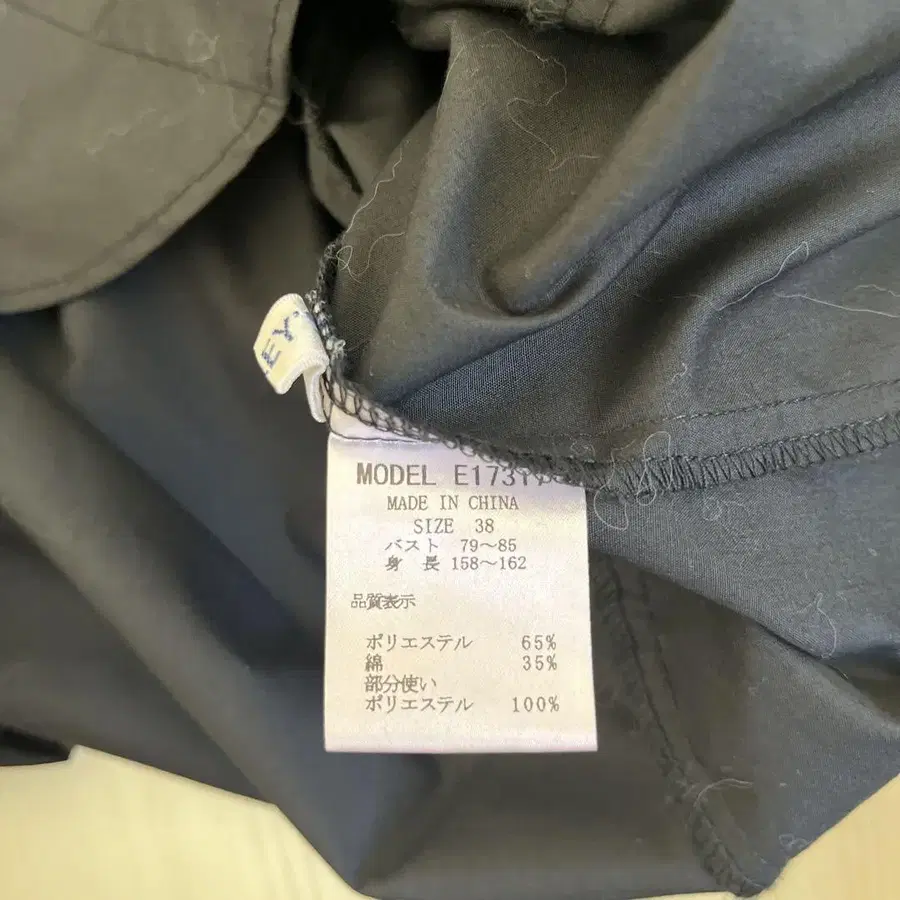 MODEL E1731
MADE IN CHINA
SIZE 38
バスト 79～85
身 長 158～162
品質表示
ポリエステル 65%
綿 35%
部分使い
ポリエステル 100%